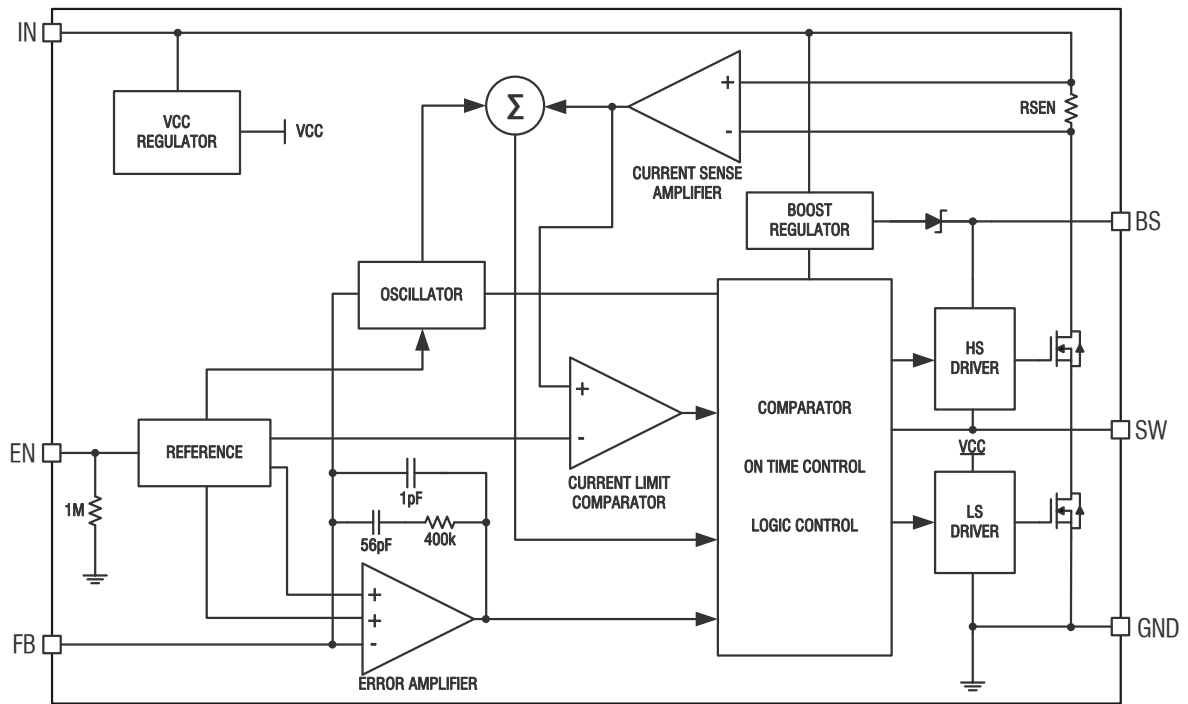 IN
VCC
REGULATOR
VCC
Σ
+
-
CURRENT SENSE
AMPLIFIER
RSEN
BOOST
REGULATOR
BS
OSCILLATOR
HS
DRIVER
+
-
CURRENT LIMIT
COMPARATOR
COMPARATOR
ON TIME CONTROL
LOGIC CONTROL
SW
VCC
LS
DRIVER
EN
REFERENCE
1M
1pF
56pF
400k
+
+
-
ERROR AMPLIFIER
FB
GND